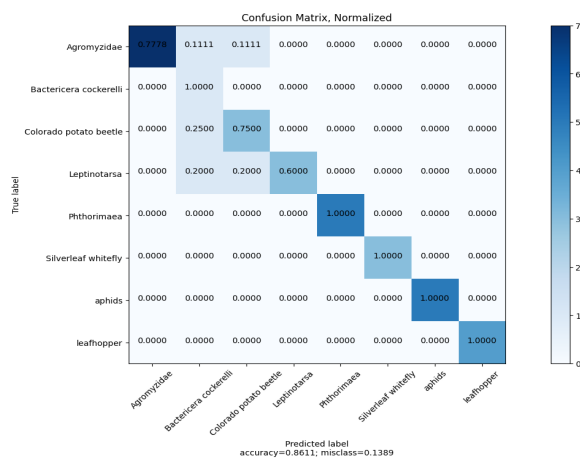 Confusion Matrix, Normalized
7
Agromyzidae 0.7778 0.1111 0.1111 0.0000 0.0000 0.0000 0.0000 0.0000
6
Bactericera cockerelli 0.0000 1.0000 0.0000 0.0000 0.0000 0.0000 0.0000 0.0000
5
Colorado potato beetle 0.0000 0.2500 0.7500 0.0000 0.0000 0.0000 0.0000 0.0000
4
Leptinotarsa 0.0000 0.2000 0.2000 0.6000 0.0000 0.0000 0.0000 0.0000
True label
3
Phthorimaea 0.0000 0.0000 0.0000 0.0000 1.0000 0.0000 0.0000 0.0000
Silverleaf whitefly 0.0000 0.0000 0.0000 0.0000 0.0000 1.0000 0.0000 0.0000
2
aphids 0.0000 0.0000 0.0000 0.0000 0.0000 0.0000 1.0000 0.0000
1
leafhopper 0.0000 0.0000 0.0000 0.0000 0.0000 0.0000 0.0000 1.0000
0
Agromyzidae
Bactericera cockerelli
Colorado potato beetle
Leptinotarsa
Phthorimaea
Silverleaf whitefly
aphids
leafhopper
Predicted label
accuracy=0.8611; misclass=0.1389